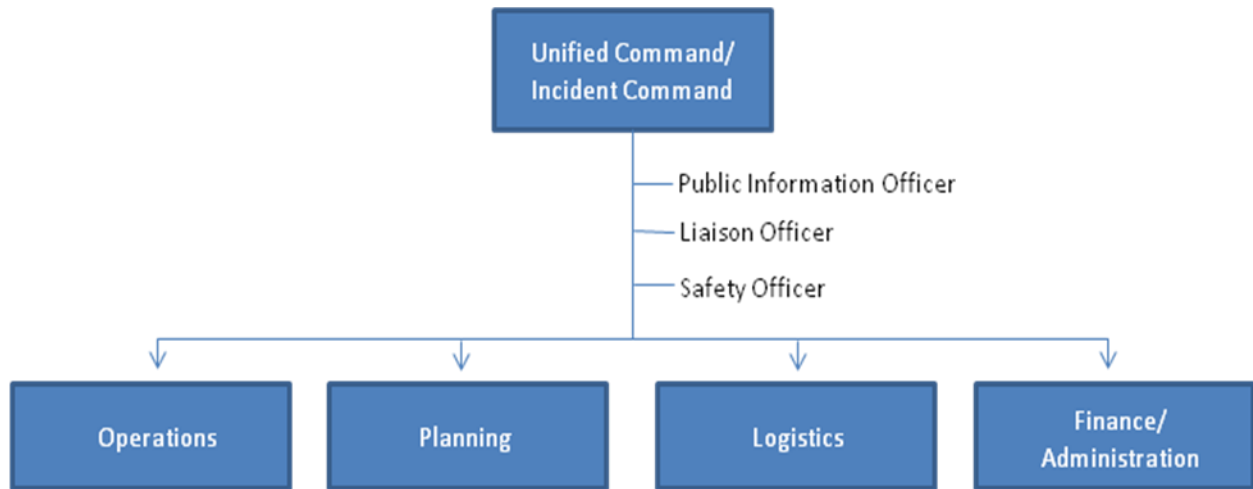 Unified Command/
Incident Command
Public Information Officer
Liaison Officer
Safety Officer
Operations
Planning
Logistics
Finance/
Administration